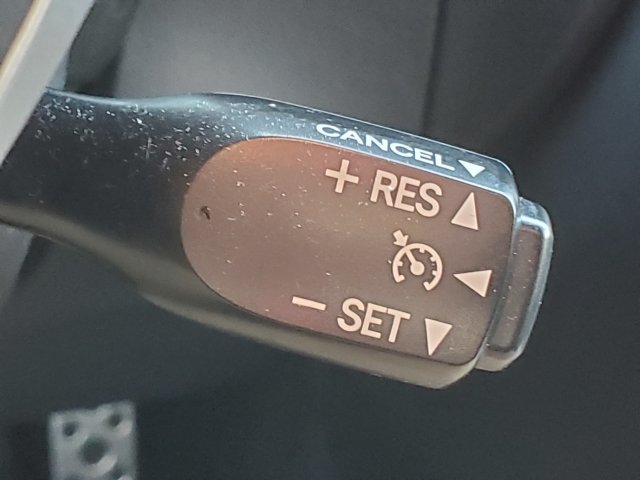 CANCEL ▼
+ RES ▲
◀
− SET ▼